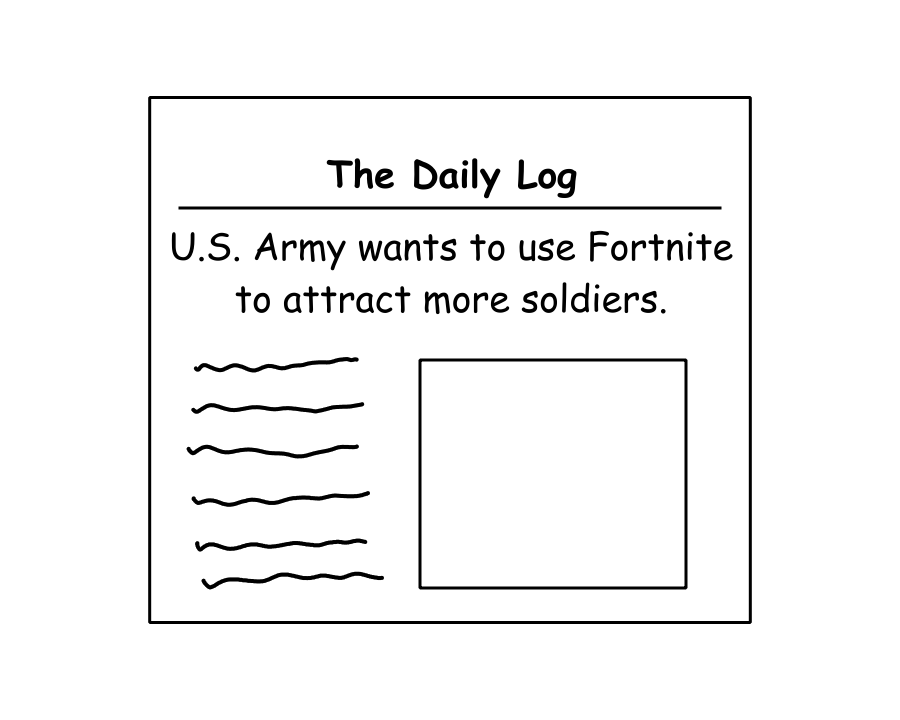 The Daily Log
U.S. Army wants to use Fortnite
to attract more soldiers.